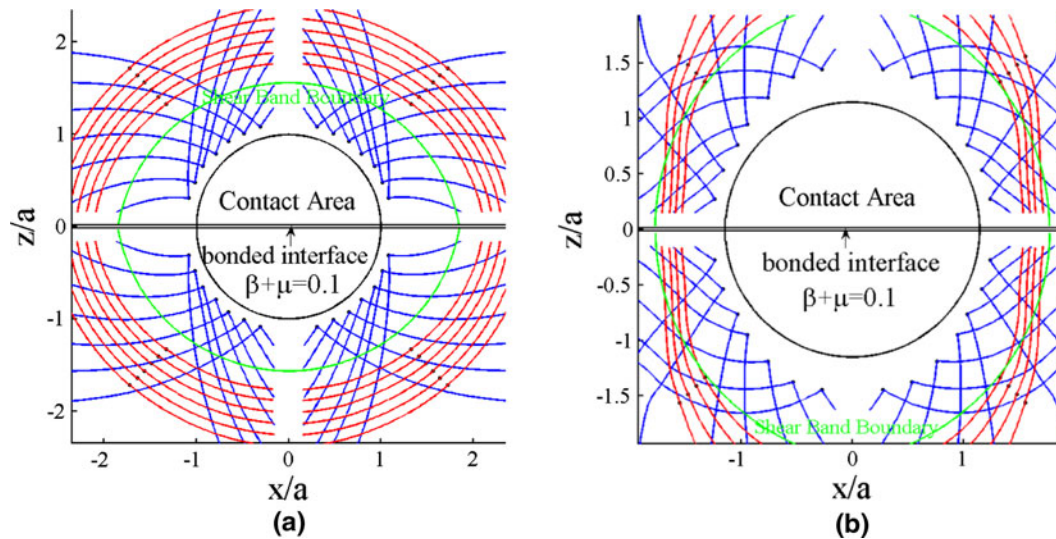 2
1
0
-1
-2
z/a
Shear Band Boundary
Contact Area
bonded interface
β+μ=0.1
-2
-1
0
1
2
x/a
(a)
1.5
1
0.5
0
-0.5
-1
-1.5
z/a
Contact Area
bonded interface
β+μ=0.1
Shear Band Boundary
-1
0
1
x/a
(b)